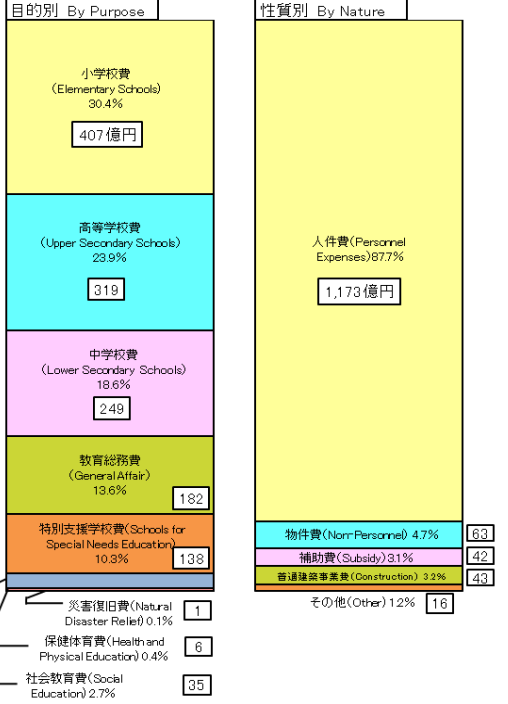 目的別 By Purpose
小学校費
(Elementary Schools)
30.4%
407億円
高等学校費
(Upper Secondary Schools)
23.9%
319
中学校費
(Lower Secondary Schools)
18.6%
249
教育総務費
(General Affair)
13.6%
182
特別支援学校費(Schools for
Special Needs Education)
10.3%
138
災害復旧費(Natural
Disaster Relief) 0.1%
1
保健体育費(Health and
Physical Education) 0.4%
6
社会教育費(Social
Education) 2.7%
35
性質別 By Nature
人件費(Personnel
Expenses)87.7%
1,173億円
物件費(Non-Personnel) 4.7%
63
補助費(Subsidy)3.1%
42
普通建築事業費(Construction) 3.2%
43
その他(Other) 1.2%
16